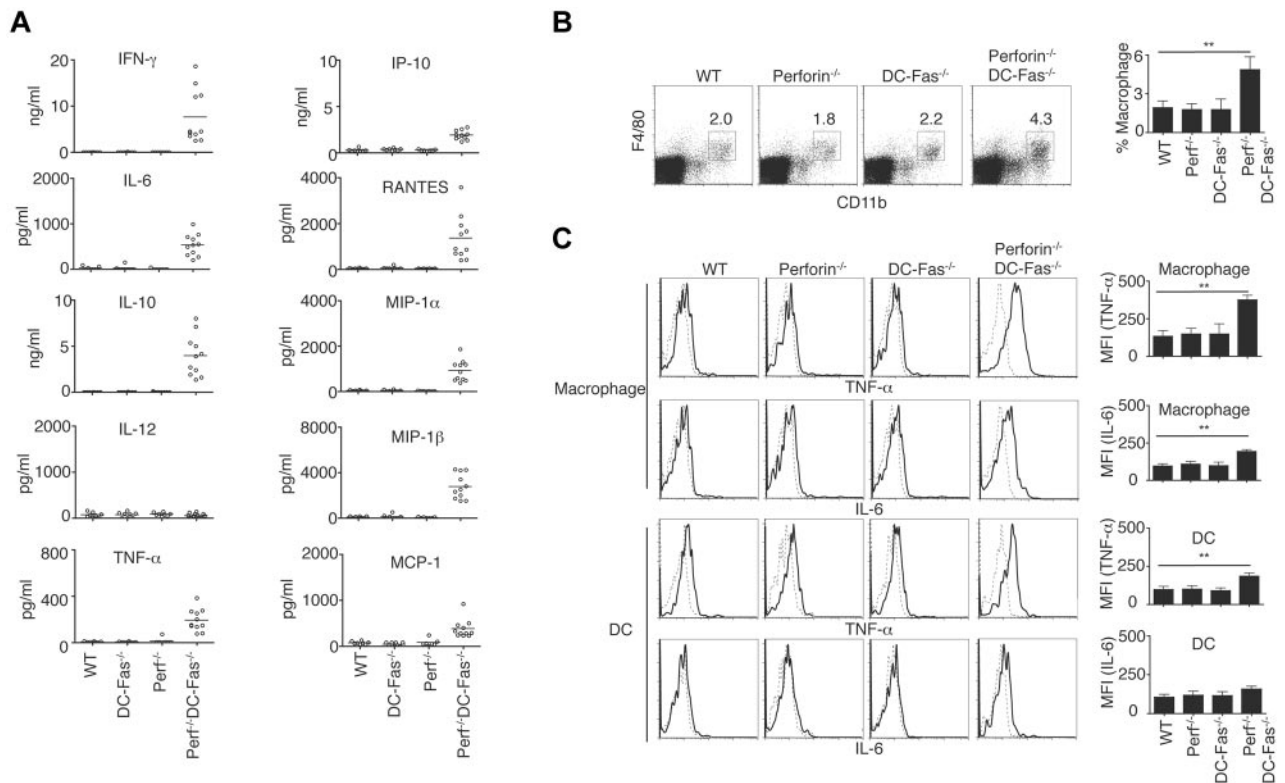 A
IFN-γ
20
10
0
ng/ml
IL-6
2000
1000
0
pg/ml
IL-10
10
5
0
ng/ml
IL-12
2000
1000
0
pg/ml
TNF-α
800
400
0
pg/ml
WT
DC-Fas-/-
Perf-/-
Perf-/-DC-Fas-/-
IP-10
10
5
0
ng/ml
RANTES
4000
2000
0
pg/ml
MIP-1α
4000
2000
0
pg/ml
MIP-1β
8000
4000
0
pg/ml
MCP-1
2000
1000
0
pg/ml
WT
DC-Fas-/-
Perf-/-
Perf-/-DC-Fas-/-
B
WT
Perforin-/-
DC-Fas-/-
Perforin-/-
DC-Fas-/-
2.0
1.8
2.2
4.3
F4/80
CD11b
**
6
3
0
% Macrophage
WT
Perf-/-
DC-Fas-/-
Perf-/-
DC-Fas-/-
C
WT
Perforin-/-
DC-Fas-/-
Perforin-/-
DC-Fas-/-
Macrophage
TNF-α
IL-6
DC
TNF-α
IL-6
Macrophage
**
500
250
0
MFI (TNF-α)
Macrophage
**
500
250
0
MFI (IL-6)
DC
**
500
250
0
MFI (TNF-α)
DC
500
250
0
MFI (IL-6)
WT
Perf-/-
DC-Fas-/-
Perf-/-
DC-Fas-/-